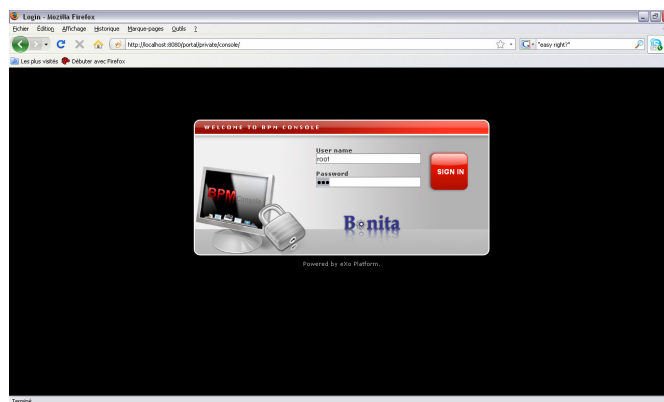 Login - Mozilla Firefox
Fichier Édition Affichage Historique Marque-pages Outils ?
http://localhost:8080/portal/private/console/
"easy right?"
Les plus visités Débuter avec Firefox
WELCOME TO BPM CONSOLE
User name
root
Password
SIGN IN
BPM
Bonita
Powered by eXo Platform.
Terminé